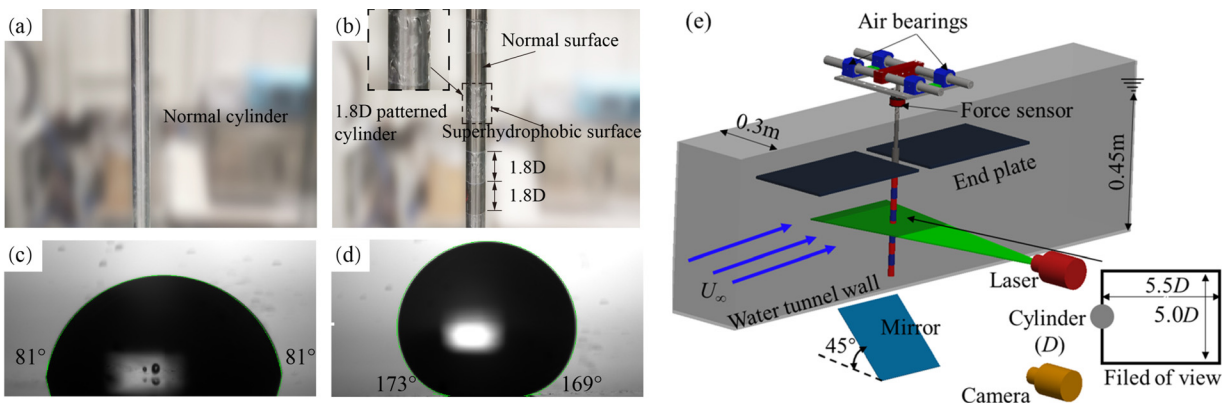 (a)
Normal cylinder
(b)
Normal surface
1.8D patterned
cylinder
Superhydrophobic surface
1.8D
1.8D
(c)
81°
81°
(d)
173°
169°
(e)
Air bearings
Force sensor
0.3m
0.45m
End plate
U∞
Water tunnel wall
Laser
Mirror
45°
Camera
5.5D
5.0D
Cylinder
(D)
Filed of view